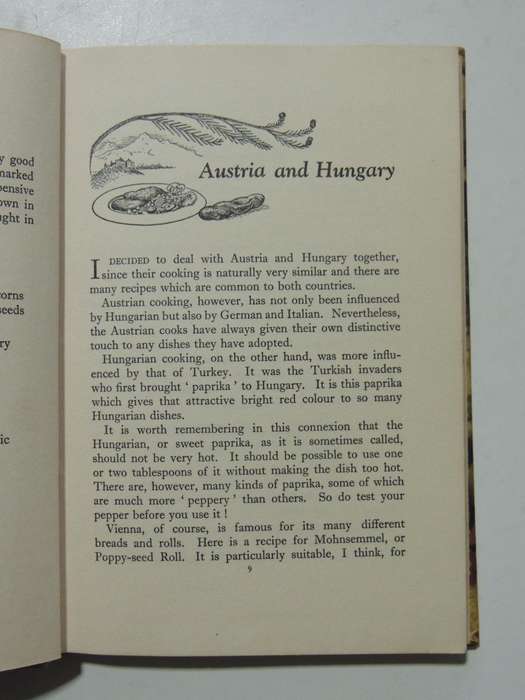 y good
marked
pensive
own in
ught in
corns
seeds
ry
ic
Austria and Hungary
I DECIDED to deal with Austria and Hungary together,
since their cooking is naturally very similar and there are
many recipes which are common to both countries.
Austrian cooking, however, has not only been influenced
by Hungarian but also by German and Italian. Nevertheless,
the Austrian cooks have always given their own distinctive
touch to any dishes they have adopted.
Hungarian cooking, on the other hand, was more influ-
enced by that of Turkey. It was the Turkish invaders
who first brought ' paprika ' to Hungary. It is this paprika
which gives that attractive bright red colour to so many
Hungarian dishes.
It is worth remembering in this connexion that the
Hungarian, or sweet paprika, as it is sometimes called,
should not be very hot. It should be possible to use one
or two tablespoons of it without making the dish too hot.
There are, however, many kinds of paprika, some of which
are much more ' peppery ' than others. So do test your
pepper before you use it !
Vienna, of course, is famous for its many different
breads and rolls. Here is a recipe for Mohnsemmel, or
Poppy-seed Roll. It is particularly suitable, I think, for
9